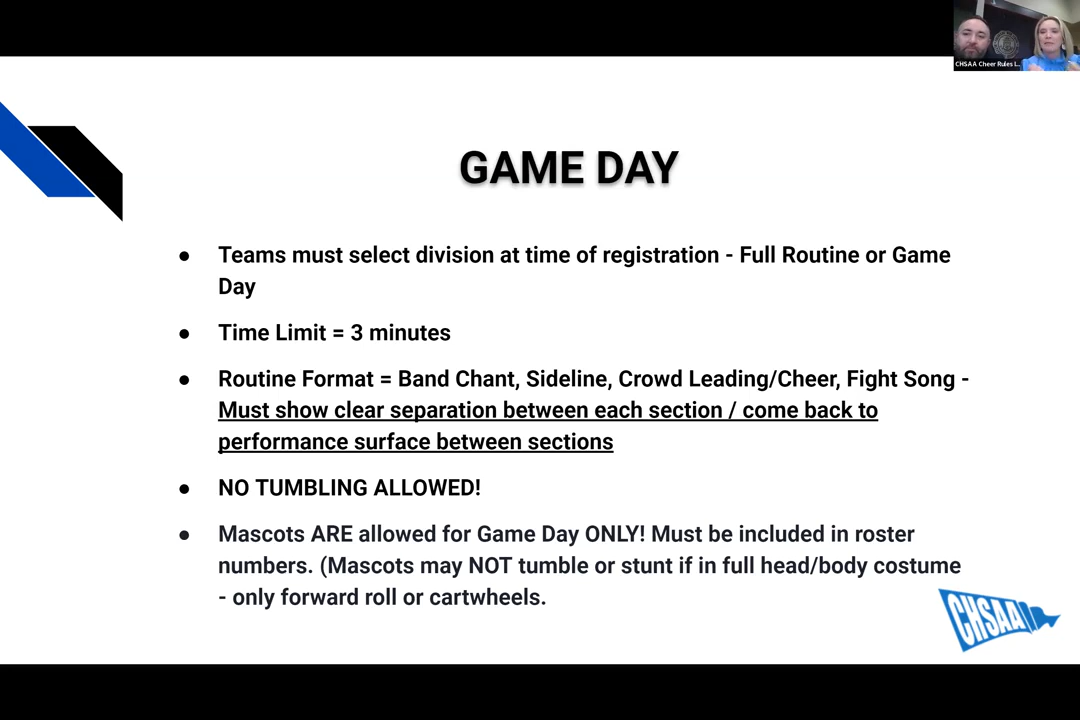 CHSAA Cheer Rules I...
GAME DAY
● Teams must select division at time of registration - Full Routine or Game
Day
● Time Limit = 3 minutes
● Routine Format = Band Chant, Sideline, Crowd Leading/Cheer, Fight Song -
Must show clear separation between each section / come back to
performance surface between sections
● NO TUMBLING ALLOWED!
● Mascots ARE allowed for Game Day ONLY! Must be included in roster
numbers. (Mascots may NOT tumble or stunt if in full head/body costume
- only forward roll or cartwheels.
CHSAA